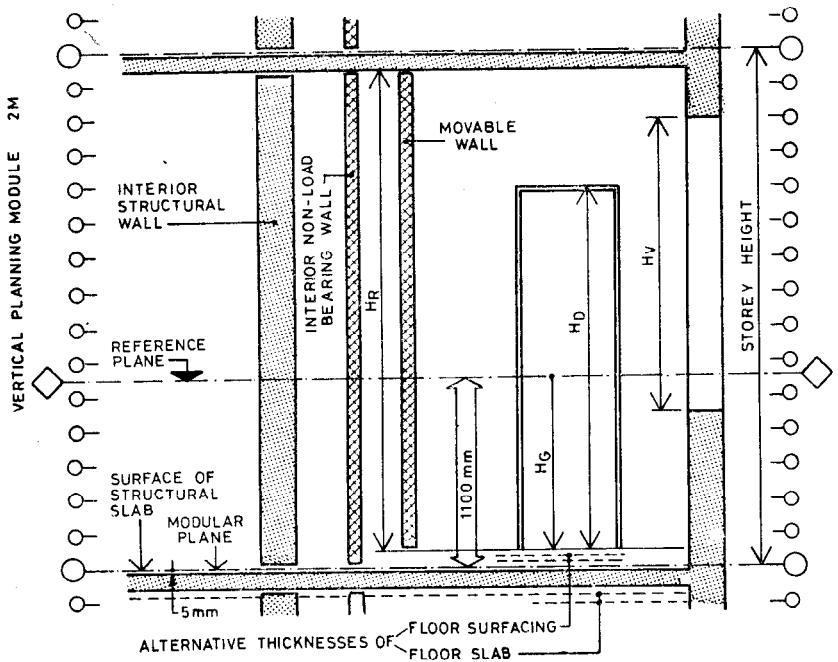 VERTICAL PLANNING MODULE 2M
INTERIOR
STRUCTURAL
WALL
INTERIOR NON-LOAD
BEARING WALL
HR
MOVABLE
WALL
HD
HV
STOREY HEIGHT
REFERENCE
PLANE
HG
1100 mm
SURFACE OF
STRUCTURAL
SLAB
MODULAR
PLANE
5mm
ALTERNATIVE THICKNESSES OF
FLOOR SURFACING
FLOOR SLAB